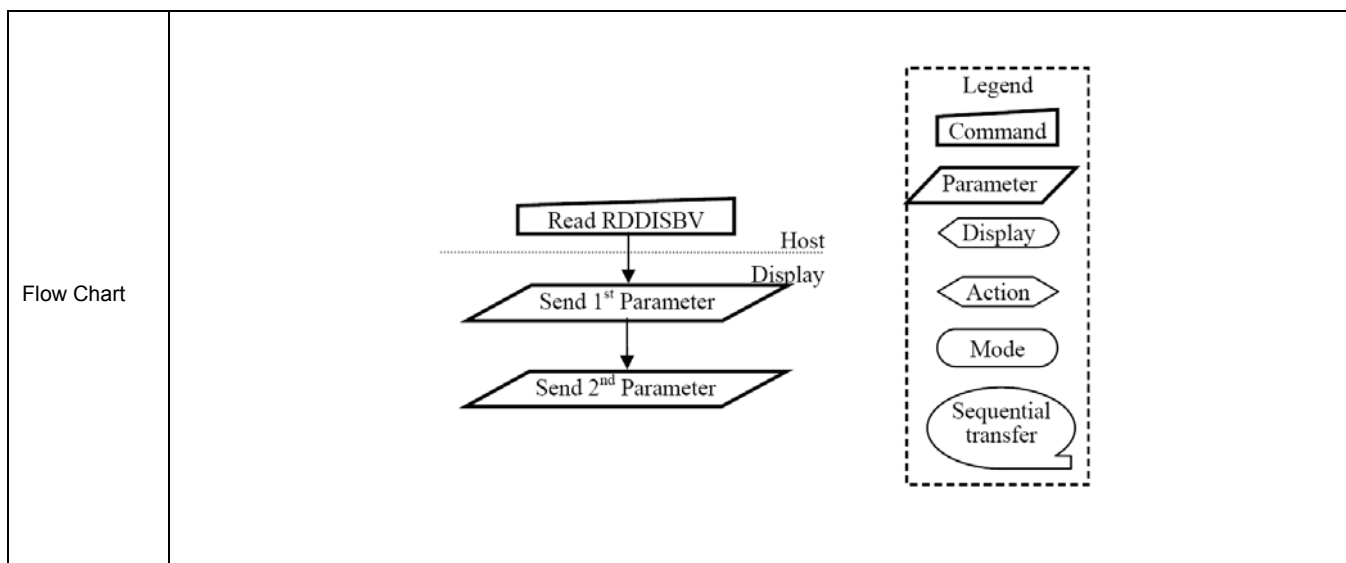 Flow Chart
Read RDDISBV
Host
Display
Send 1st Parameter
Send 2nd Parameter
Legend
Command
Parameter
Display
Action
Mode
Sequential
transfer